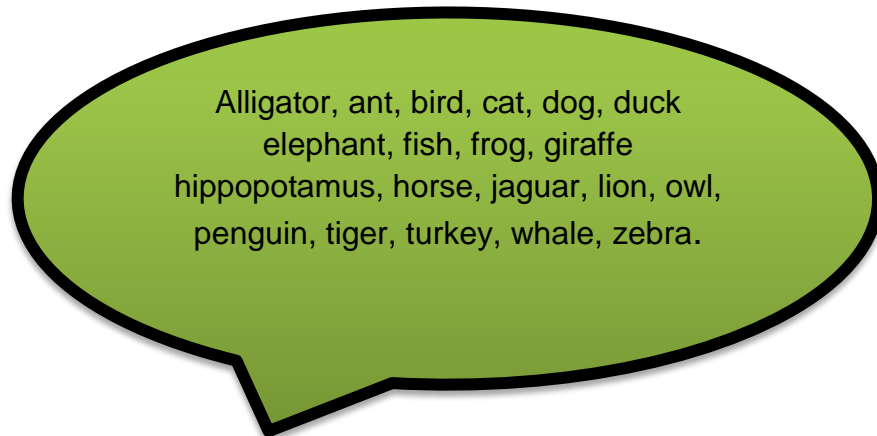 Alligator, ant, bird, cat, dog, duck
elephant, fish, frog, giraffe
hippopotamus, horse, jaguar, lion, owl,
penguin, tiger, turkey, whale, zebra.